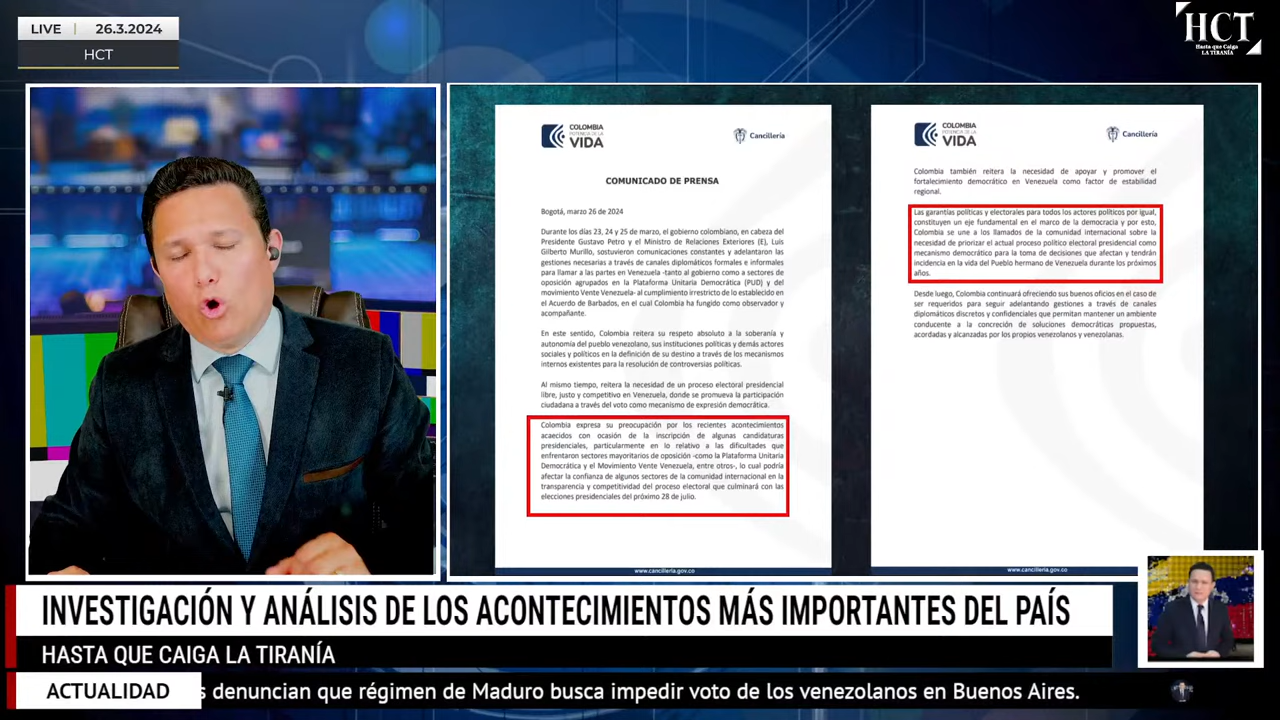 LIVE | 26.3.2024
HCT
HCT
Hasta que Caiga
LA TIRANÍA
COLOMBIA
POTENCIA DE LA
VIDA
Cancillería
COMUNICADO DE PRENSA
Bogotá, marzo 26 de 2024
Durante los días 23, 24 y 25 de marzo, el gobierno colombiano, en cabeza del
Presidente Gustavo Petro y el Ministro de Relaciones Exteriores (E), Luis
Gilberto Murillo, sostuvieron comunicaciones constantes y adelantaron las
gestiones necesarias a través de canales diplomáticos formales e informales
para llamar a las partes en Venezuela -tanto al gobierno como a sectores de
oposición agrupados en la Plataforma Unitaria Democrática (PUD) y del
movimiento Vente Venezuela- al cumplimiento irrestricto de lo establecido en
el Acuerdo de Barbados, en el cual Colombia ha fungido como observador y
acompañante.
En este sentido, Colombia reitera su respeto absoluto a la soberanía y
autonomía del pueblo venezolano, sus instituciones políticas y demás actores
sociales y políticos en la definición de su destino a través de los mecanismos
internos existentes para la resolución de controversias políticas.
Al mismo tiempo, reitera la necesidad de un proceso electoral presidencial
libre, justo y competitivo en Venezuela, donde se promueva la participación
ciudadana a través del voto como mecanismo de expresión democrática.
Colombia expresa su preocupación por los recientes acontecimientos
acaecidos con ocasión de la inscripción de algunas candidaturas
presidenciales, particularmente en lo relativo a las dificultades que
enfrentaron sectores mayoritarios de oposición -como la Plataforma Unitaria
Democrática y el Movimiento Vente Venezuela, entre otros-, lo cual podría
afectar la confianza de algunos sectores de la comunidad internacional en la
transparencia y competitividad del proceso electoral que culminará con las
elecciones presidenciales del próximo 28 de julio.
www.cancilleria.gov.co
COLOMBIA
POTENCIA DE LA
VIDA
Cancillería
Colombia también reitera la necesidad de apoyar y promover el
fortalecimiento democrático en Venezuela como factor de estabilidad
regional.
Las garantías políticas y electorales para todos los actores políticos por igual,
constituyen un eje fundamental en el marco de la democracia y por esto,
Colombia se une a los llamados de la comunidad internacional sobre la
necesidad de priorizar el actual proceso político electoral presidencial como
mecanismo democrático para la toma de decisiones que afectan y tendrán
incidencia en la vida del Pueblo hermano de Venezuela durante los próximos
años.
Desde luego, Colombia continuará ofreciendo sus buenos oficios en el caso de
ser requeridos para seguir adelantando gestiones a través de canales
diplomáticos discretos y confidenciales que permitan mantener un ambiente
conducente a la concreción de soluciones democráticas propuestas,
acordadas y alcanzadas por los propios venezolanos y venezolanas.
www.cancilleria.gov.co
INVESTIGACIÓN Y ANÁLISIS DE LOS ACONTECIMIENTOS MÁS IMPORTANTES DEL PAÍS
HASTA QUE CAIGA LA TIRANÍA
ACTUALIDAD
s denuncian que régimen de Maduro busca impedir voto de los venezolanos en Buenos Aires.